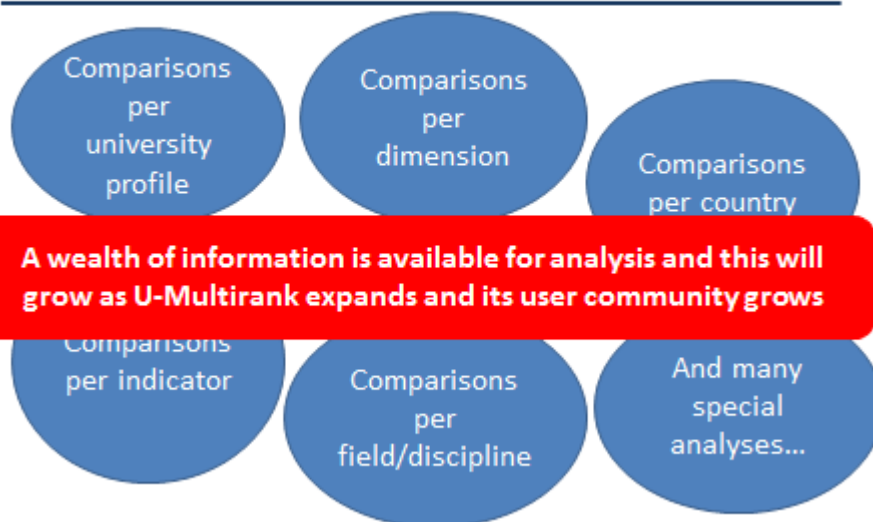 Comparisons
per
university
profile
Comparisons
per
dimension
Comparisons
per country
A wealth of information is available for analysis and this will
grow as U-Multirank expands and its user community grows
Comparisons
per indicator
Comparisons
per
field/discipline
And many
special
analyses...